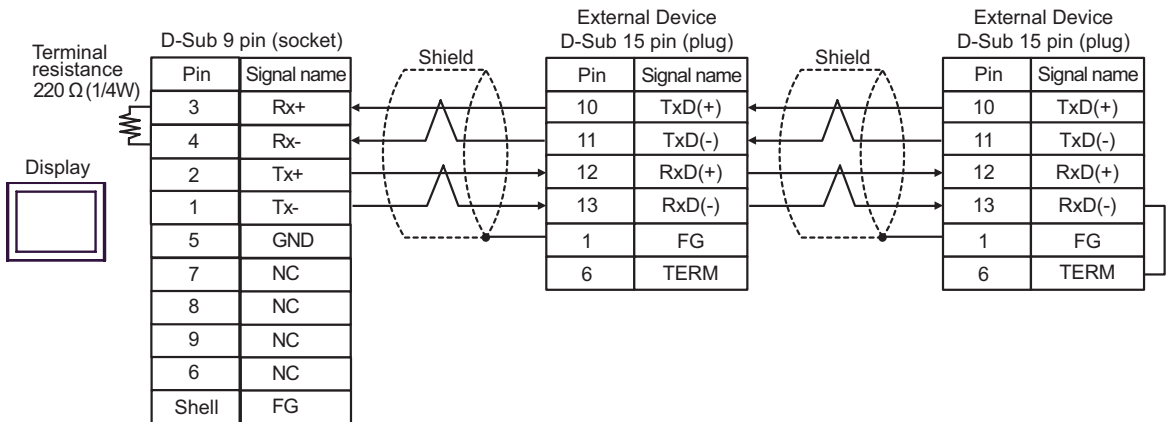 Terminal
resistance
220 Ω (1/4W)
Display
D-Sub 9 pin (socket)
Pin Signal name
3 Rx+
4 Rx-
2 Tx+
1 Tx-
5 GND
7 NC
8 NC
9 NC
6 NC
Shell FG
Shield
External Device
D-Sub 15 pin (plug)
Pin Signal name
10 TxD(+)
11 TxD(-)
12 RxD(+)
13 RxD(-)
1 FG
6 TERM
Shield
External Device
D-Sub 15 pin (plug)
Pin Signal name
10 TxD(+)
11 TxD(-)
12 RxD(+)
13 RxD(-)
1 FG
6 TERM